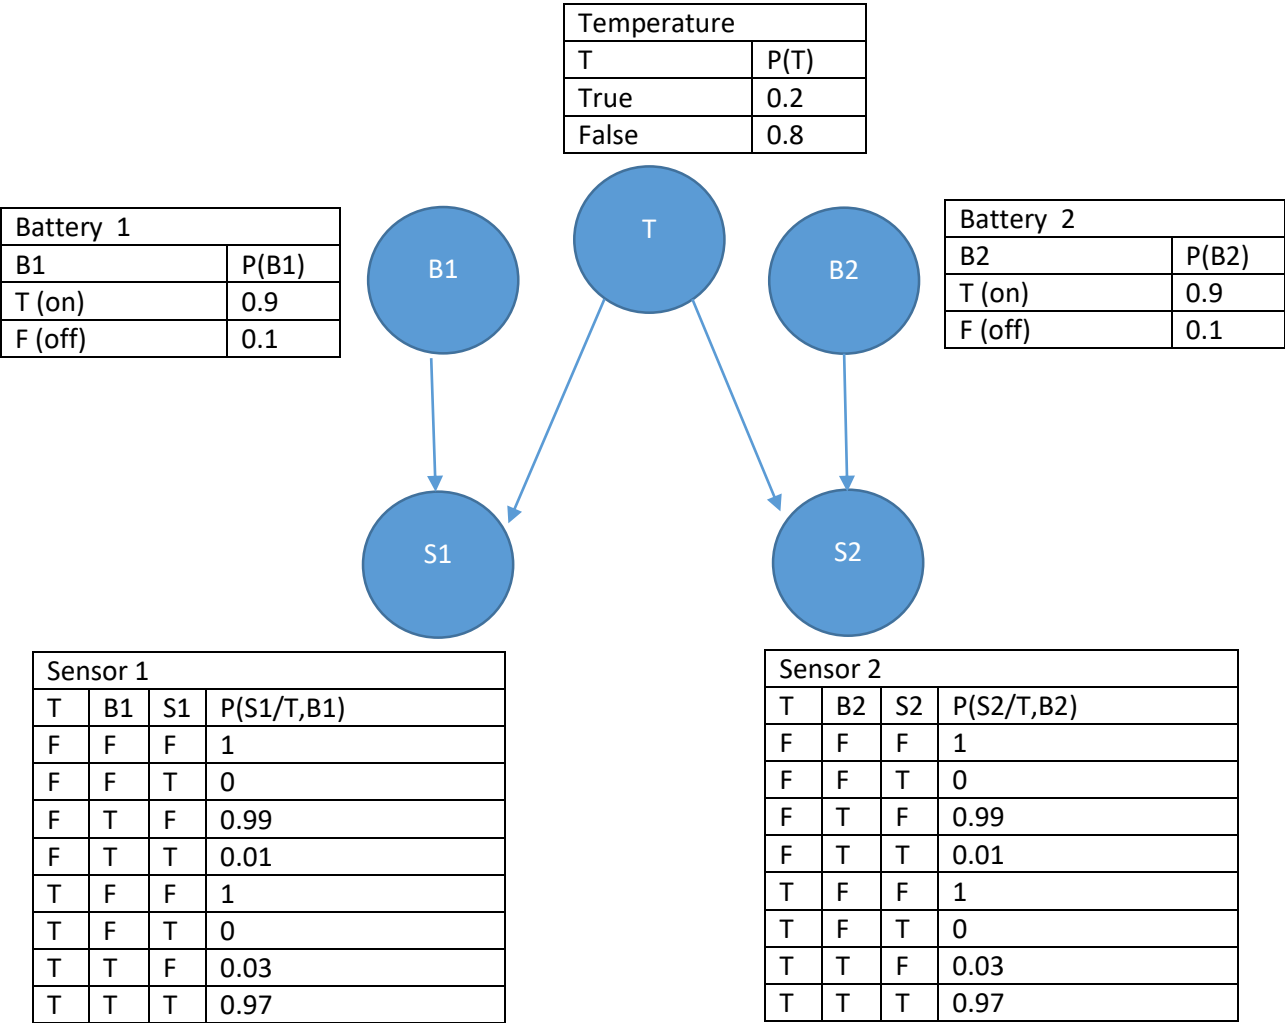 Temperature
T P(T)
True 0.2
False 0.8
Battery  1
B1 P(B1)
T (on) 0.9
F (off) 0.1
B1
T
B2
Battery  2
B2 P(B2)
T (on) 0.9
F (off) 0.1
S1
S2
Sensor 1
T B1 S1 P(S1/T,B1)
F F F 1
F F T 0
F T F 0.99
F T T 0.01
T F F 1
T F T 0
T T F 0.03
T T T 0.97
Sensor 2
T B2 S2 P(S2/T,B2)
F F F 1
F F T 0
F T F 0.99
F T T 0.01
T F F 1
T F T 0
T T F 0.03
T T T 0.97